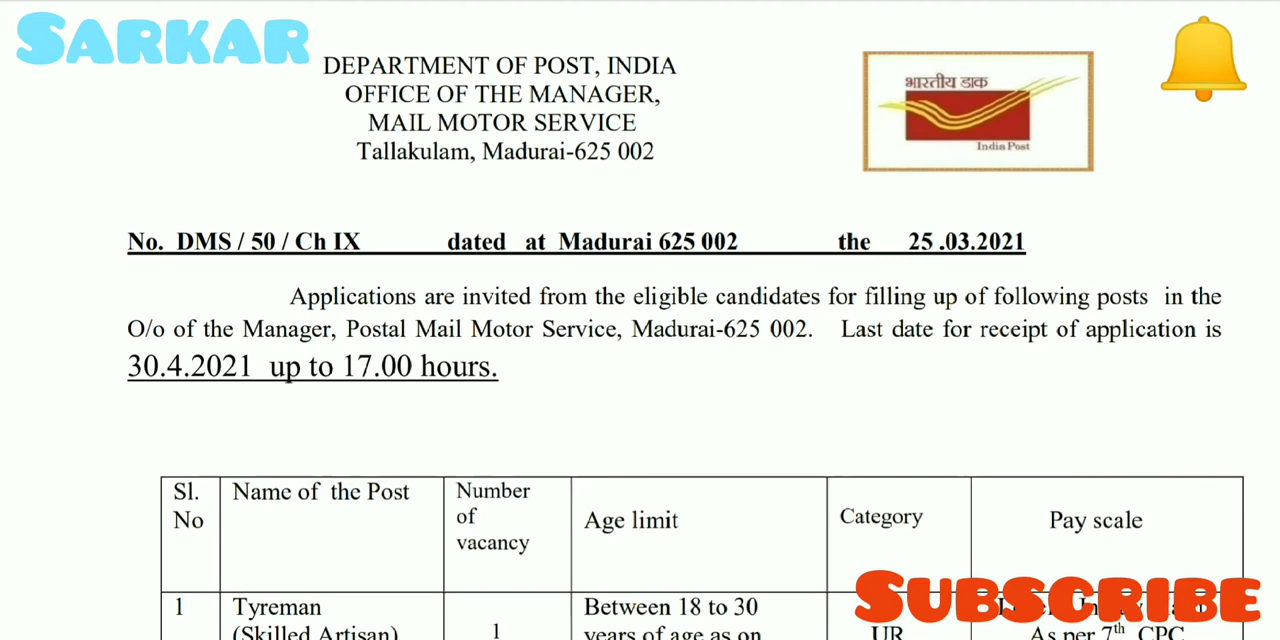 SARKAR
DEPARTMENT OF POST, INDIA
OFFICE OF THE MANAGER,
MAIL MOTOR SERVICE
Tallakulam, Madurai-625 002
भारतीय डाक
India Post
No. DMS / 50 / Ch IX dated at Madurai 625 002 the 25 .03.2021
Applications are invited from the eligible candidates for filling up of following posts in the
O/o of the Manager, Postal Mail Motor Service, Madurai-625 002. Last date for receipt of application is
30.4.2021 up to 17.00 hours.
Sl. No
Name of the Post
Number of vacancy
Age limit
Category
Pay scale
1
Tyreman
(Skilled Artisan)
1
Between 18 to 30
years of age as on
UR
As per 7th CPC
SUBSCRIBE